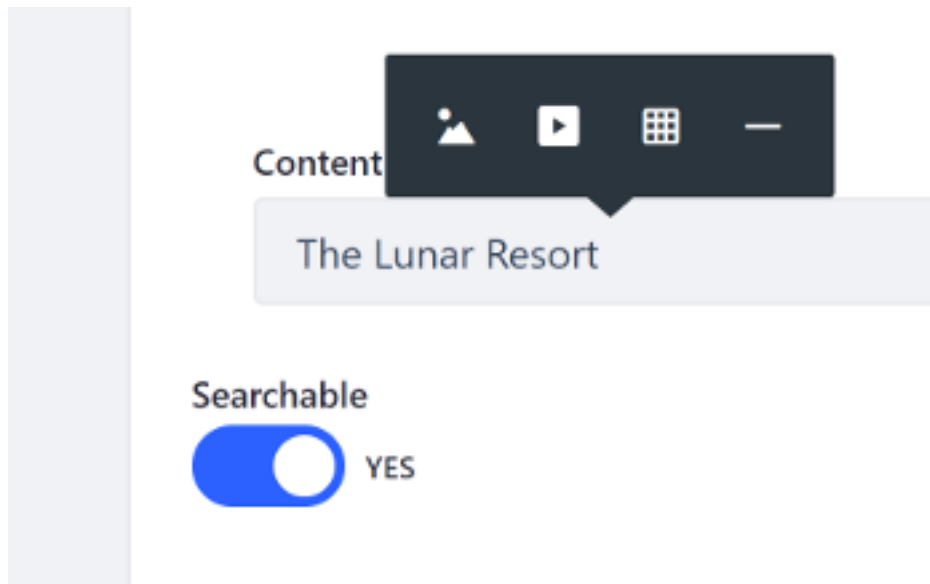 Content
The Lunar Resort
Searchable
YES